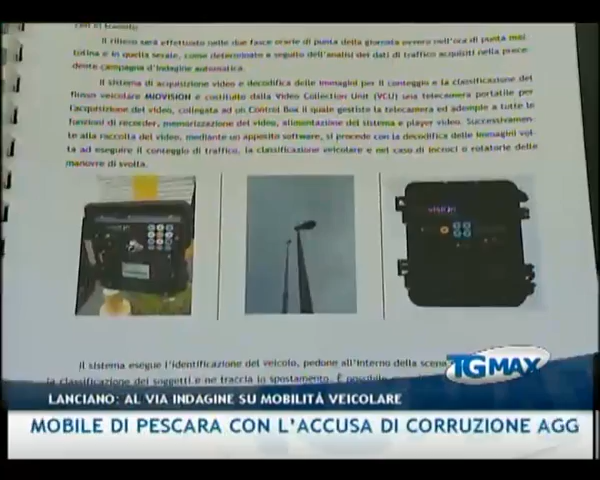 con il transito
Il rilievo sarà effettuato nelle due fasce orarie di punta della giornata ovvero nell'ora di punta mat-
tutina e in quella serale, come determinato a seguito dell'analisi dei dati di traffico acquisiti nella prece-
dente campagna d'indagine automatica.
Il sistema di acquisizione video e decodifica delle immagini per il conteggio e la classificazione del
flusso veicolare MIOVISION è costituito dalla Video Collection Unit (VCU) una telecamera portatile per
l'acquisizione del video, collegata ad un Control Box il quale gestisce la telecamera ed adempie a tutte le
funzioni di recorder, memorizzazione del video, alimentazione del sistema e player video. Successivamen-
te alla raccolta del video, mediante un apposito software, si procede con la decodifica delle immagini vol-
ta ad eseguire il conteggio di traffico, la classificazione veicolare e nel caso di incroci o rotatorie delle
manovre di svolta.
Il sistema esegue l'identificazione del veicolo, pedone all'interno della scena
la classificazione dei soggetti e ne traccia lo spostamento. È possibile
TGMAX
LANCIANO: AL VIA INDAGINE SU MOBILITÀ VEICOLARE
MOBILE DI PESCARA CON L'ACCUSA DI CORRUZIONE AGG